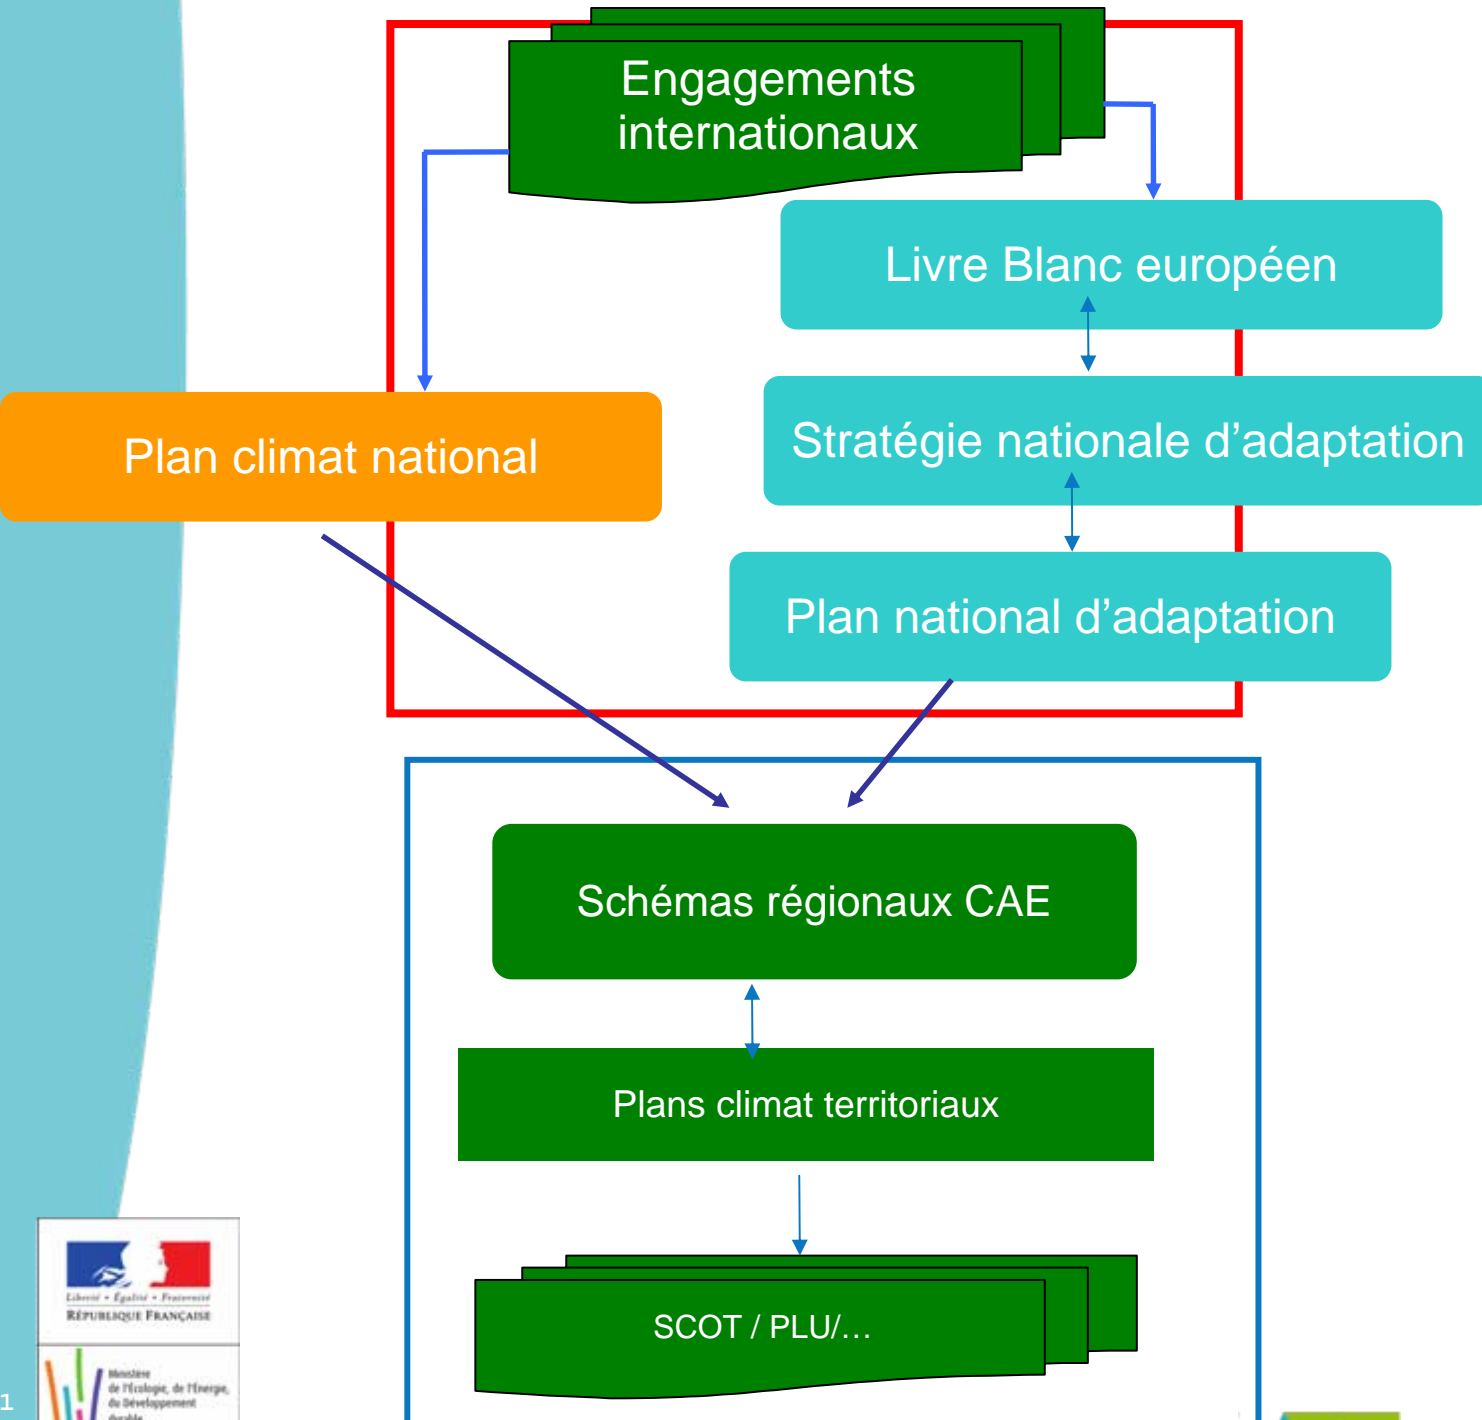 Engagements
internationaux
Livre Blanc européen
Stratégie nationale d’adaptation
Plan climat national
Plan national d’adaptation
Schémas régionaux CAE
Plans climat territoriaux
SCOT / PLU/…
Liberté • Égalité • Fraternité
RÉPUBLIQUE FRANÇAISE
Ministère
de l'Écologie, de l'Énergie,
du Développement
durable
1